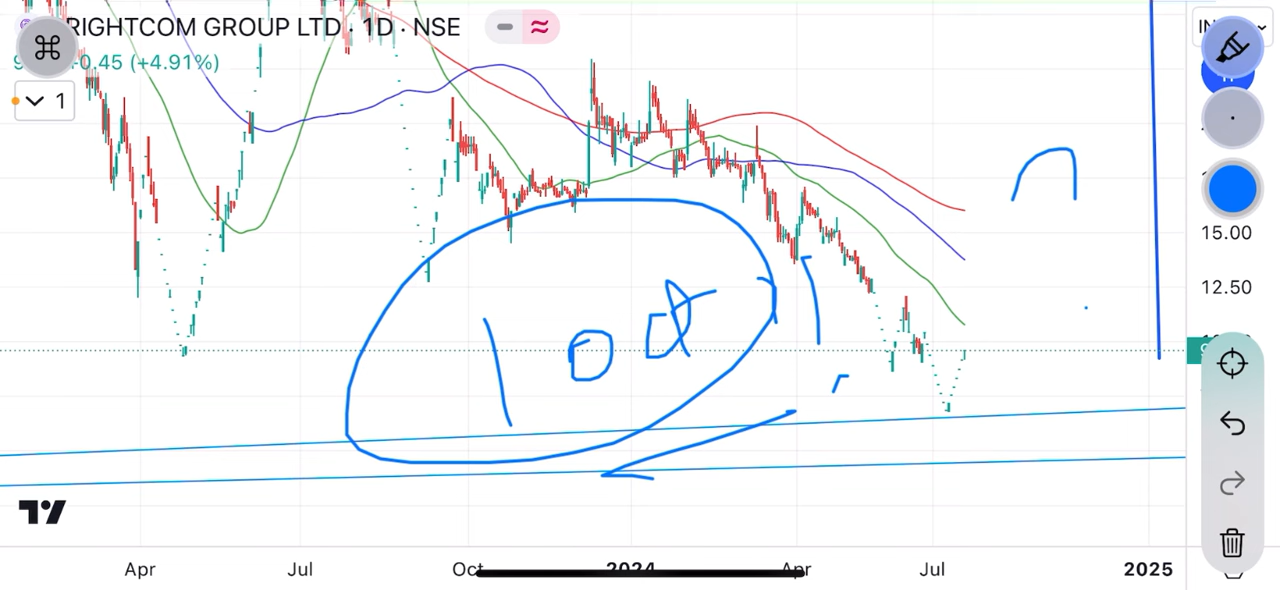 RIGHTCOM GROUP LTD · 1D · NSE
0.45 (+4.91%)
1
15.00
12.50
Apr
Jul
Oct
2024
Apr
Jul
2025